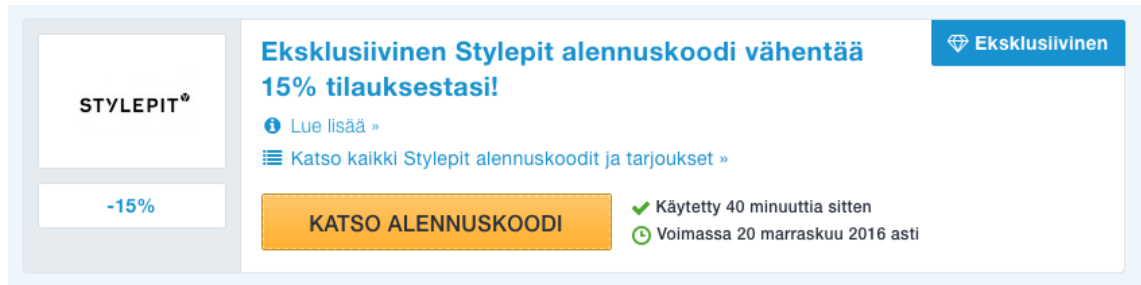 STYLEPIT
-15%
Eksklusiivinen Stylepit alennuskoodi vähentää
15% tilauksestasi!
Eksklusiivinen
Lue lisää »
Katso kaikki Stylepit alennuskoodit ja tarjoukset »
KATSO ALENNUSKOODI
Käytetty 40 minuuttia sitten
Voimassa 20 marraskuu 2016 asti